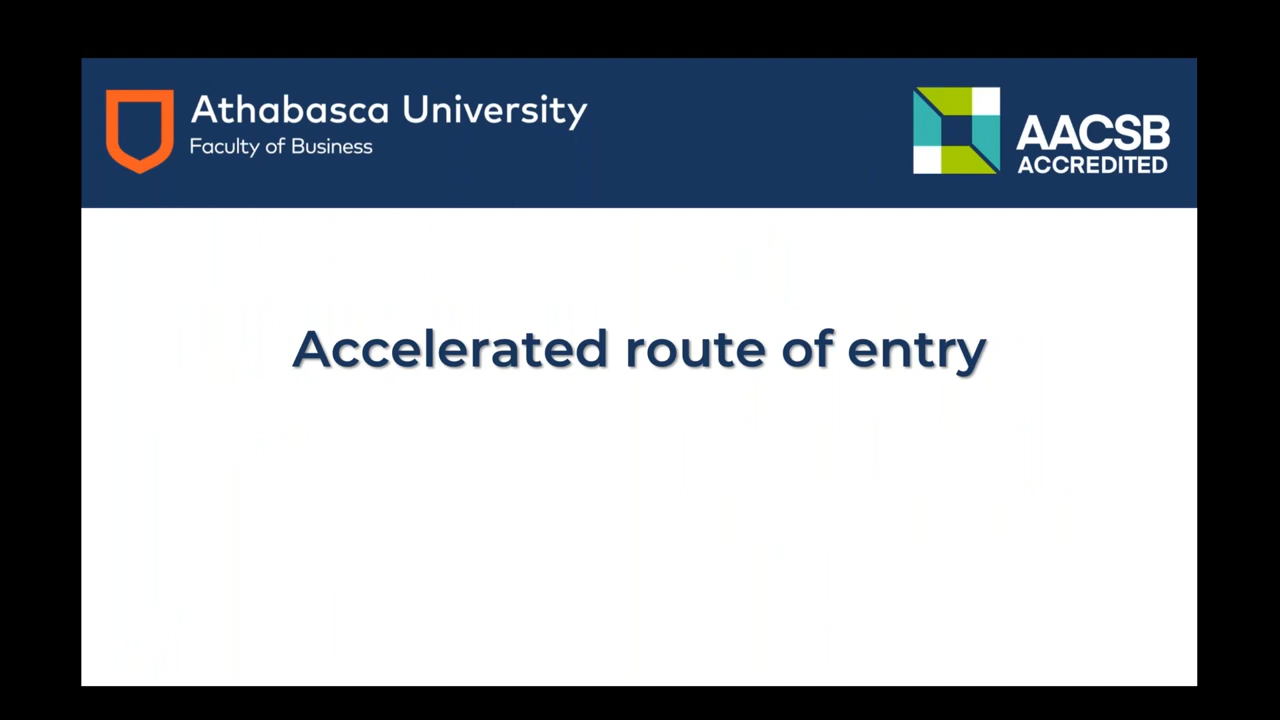 Athabasca University
Faculty of Business
AACSB
ACCREDITED
Accelerated route of entry